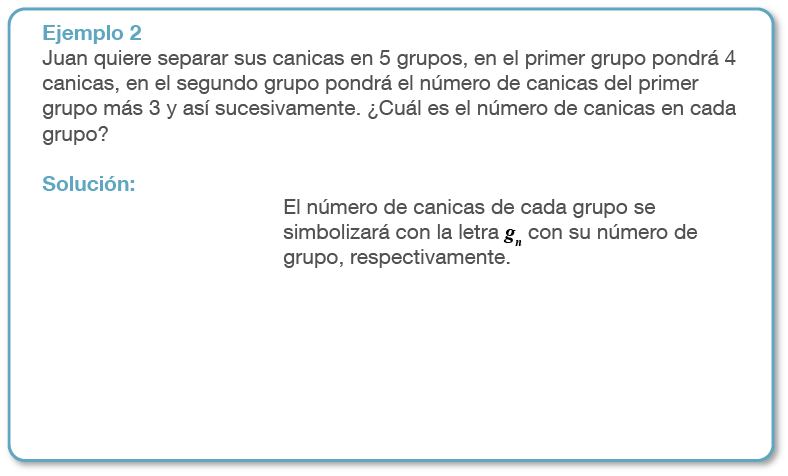 Ejemplo 2
Juan quiere separar sus canicas en 5 grupos, en el primer grupo pondrá 4
canicas, en el segundo grupo pondrá el número de canicas del primer
grupo más 3 y así sucesivamente. ¿Cuál es el número de canicas en cada
grupo?
Solución:
El número de canicas de cada grupo se
simbolizará con la letra gₙ con su número de
grupo, respectivamente.